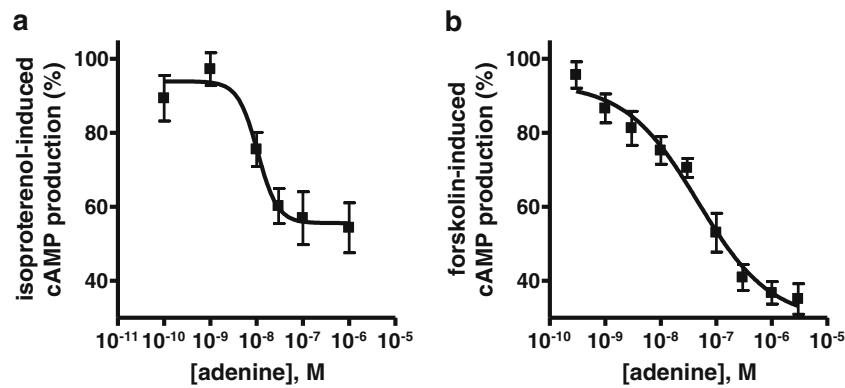 a
isoproterenol-induced
cAMP production (%)
100
80
60
40
10⁻¹¹ 10⁻¹⁰ 10⁻⁹ 10⁻⁸ 10⁻⁷ 10⁻⁶ 10⁻⁵
[adenine], M
b
forskolin-induced
cAMP production (%)
100
80
60
40
10⁻¹⁰ 10⁻⁹ 10⁻⁸ 10⁻⁷ 10⁻⁶ 10⁻⁵
[adenine], M